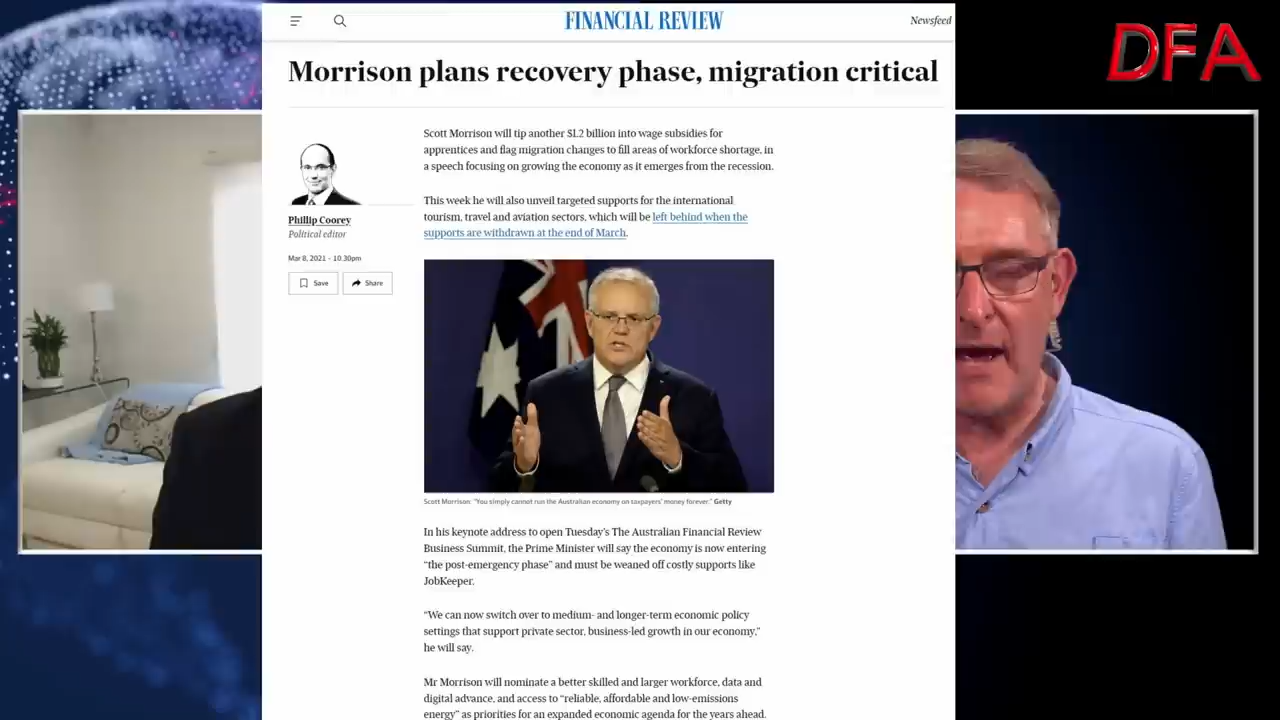 FINANCIAL REVIEW
Newsfeed
DFA
Morrison plans recovery phase, migration critical
Scott Morrison will tip another $1.2 billion into wage subsidies for
apprentices and flag migration changes to fill areas of workforce shortage, in
a speech focusing on growing the economy as it emerges from the recession.
Phillip Coorey
Political editor
Mar 8, 2021 – 10.30pm
Save
Share
This week he will also unveil targeted supports for the international
tourism, travel and aviation sectors, which will be left behind when the
supports are withdrawn at the end of March.
Scott Morrison: "You simply cannot run the Australian economy on taxpayers' money forever." Getty
In his keynote address to open Tuesday's The Australian Financial Review
Business Summit, the Prime Minister will say the economy is now entering
"the post-emergency phase" and must be weaned off costly supports like
JobKeeper.
"We can now switch over to medium- and longer-term economic policy
settings that support private sector, business-led growth in our economy,"
he will say.
Mr Morrison will nominate a better skilled and larger workforce, data and
digital advance, and access to "reliable, affordable and low-emissions
energy" as priorities for an expanded economic agenda for the years ahead.